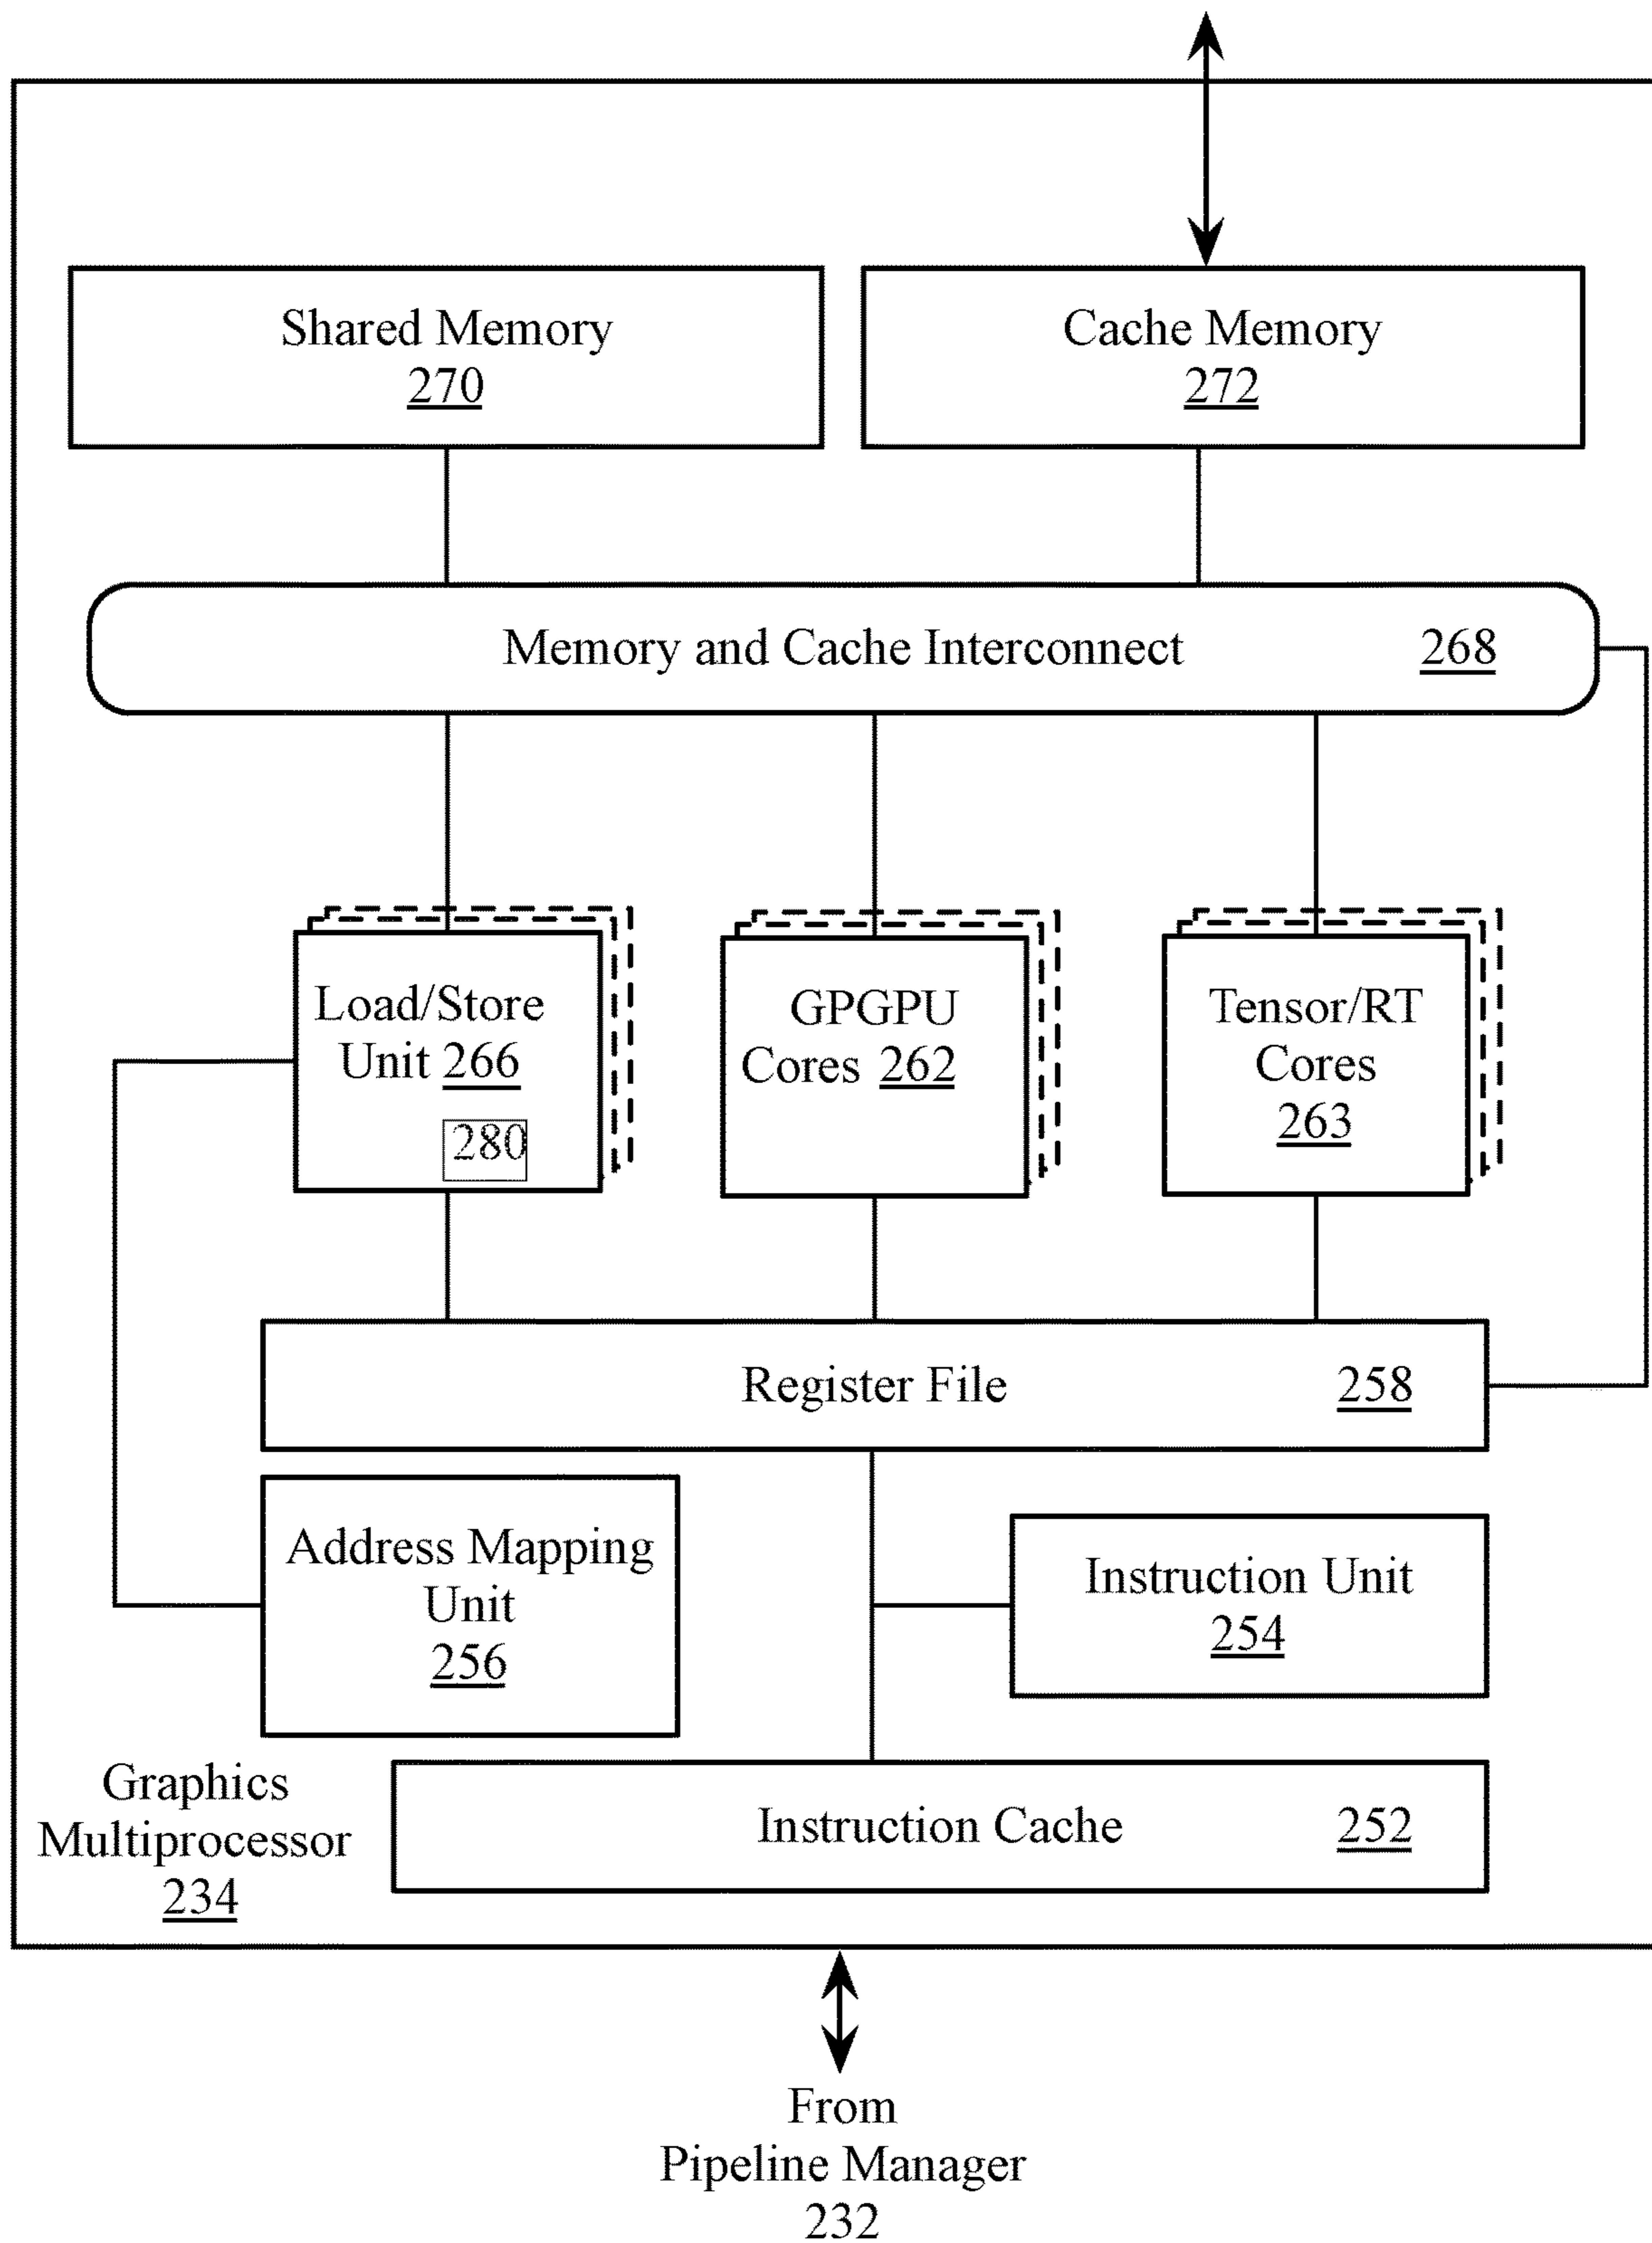 Shared Memory
270
Cache Memory
272
Memory and Cache Interconnect 268
Load/Store
Unit 266
280
GPGPU
Cores 262
Tensor/RT
Cores
263
Register File 258
Address Mapping
Unit
256
Instruction Unit
254
Graphics
Multiprocessor
234
Instruction Cache 252
From
Pipeline Manager
232